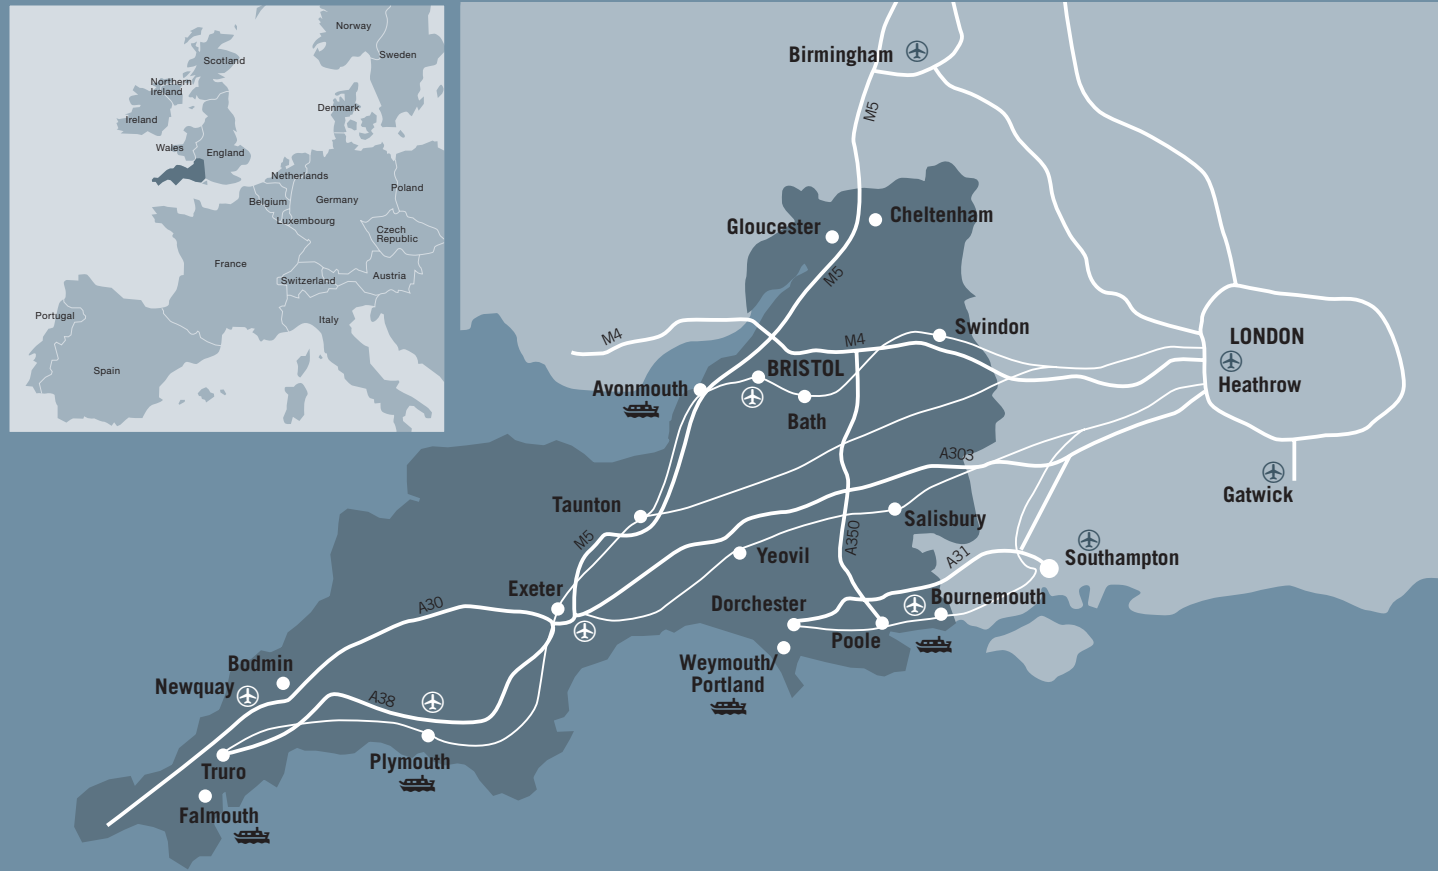 Norway
Sweden
Scotland
Northern
Ireland
Denmark
Ireland
Wales
England
Netherlands
Poland
Belgium
Germany
Luxembourg
Czech
Republic
France
Switzerland
Austria
Portugal
Italy
Spain
Birmingham
M5
Cheltenham
Gloucester
M5
Swindon
M4
M4
LONDON
BRISTOL
Heathrow
Avonmouth
Bath
A303
Gatwick
Taunton
Salisbury
M5
A350
Yeovil
A31
Southampton
Exeter
Bournemouth
A30
Dorchester
Poole
Bodmin
Weymouth/
Portland
Newquay
A38
Plymouth
Truro
Falmouth